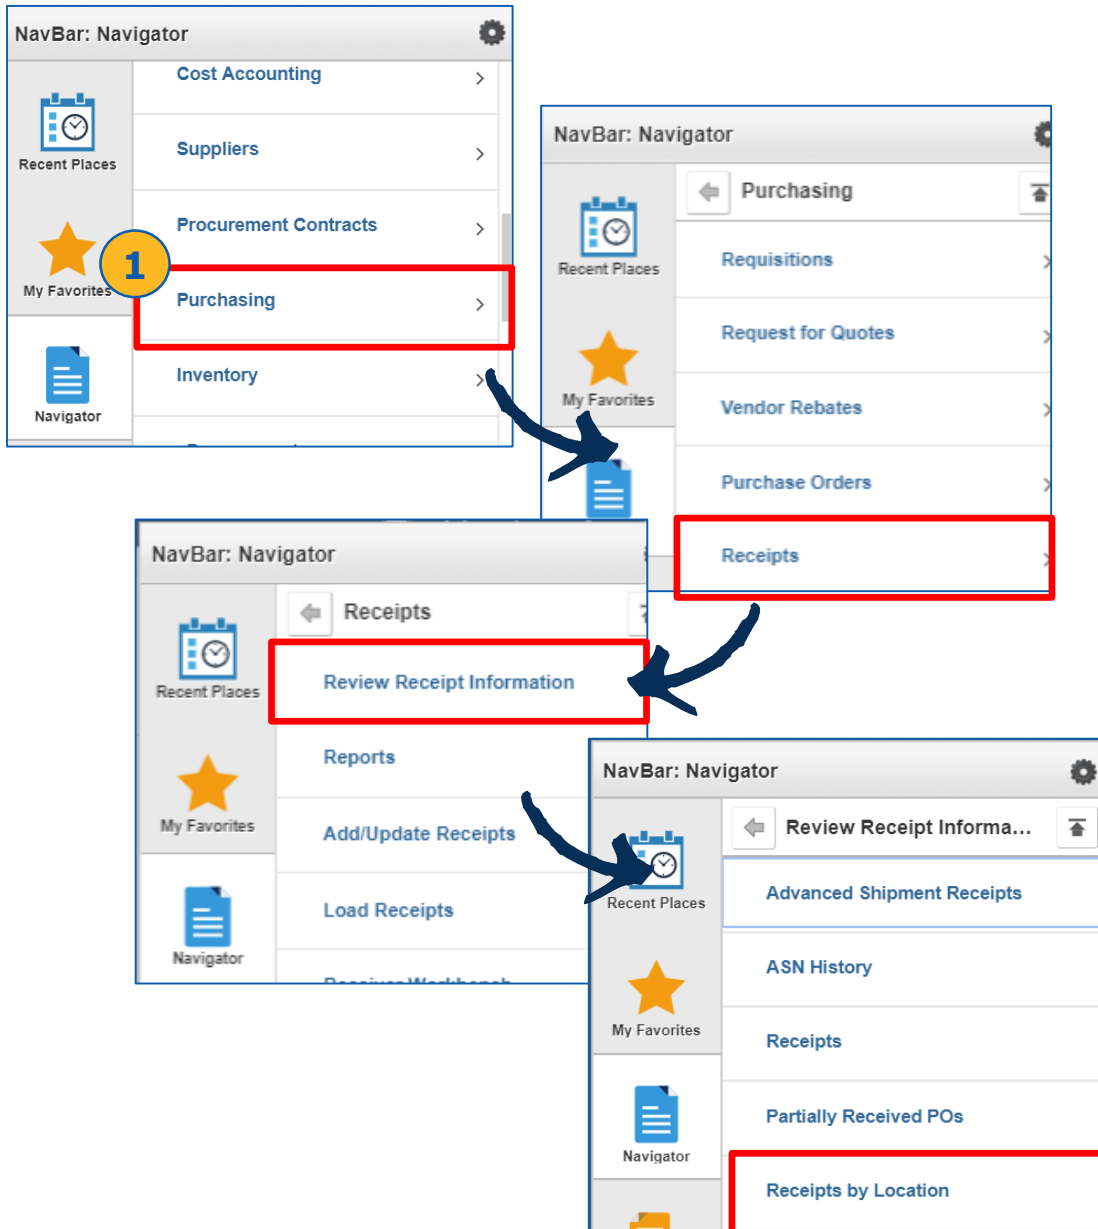 NavBar: Navigator
Cost Accounting
Recent Places
Suppliers
Procurement Contracts
1
My Favorites
Purchasing
Inventory
Navigator
NavBar: Navigator
Purchasing
Recent Places
Requisitions
Request for Quotes
My Favorites
Vendor Rebates
Purchase Orders
Receipts
NavBar: Navigator
Receipts
Recent Places
Review Receipt Information
Reports
My Favorites
Add/Update Receipts
Load Receipts
Navigator
NavBar: Navigator
Review Receipt Informa...
Recent Places
Advanced Shipment Receipts
ASN History
My Favorites
Receipts
Partially Received POs
Navigator
Receipts by Location